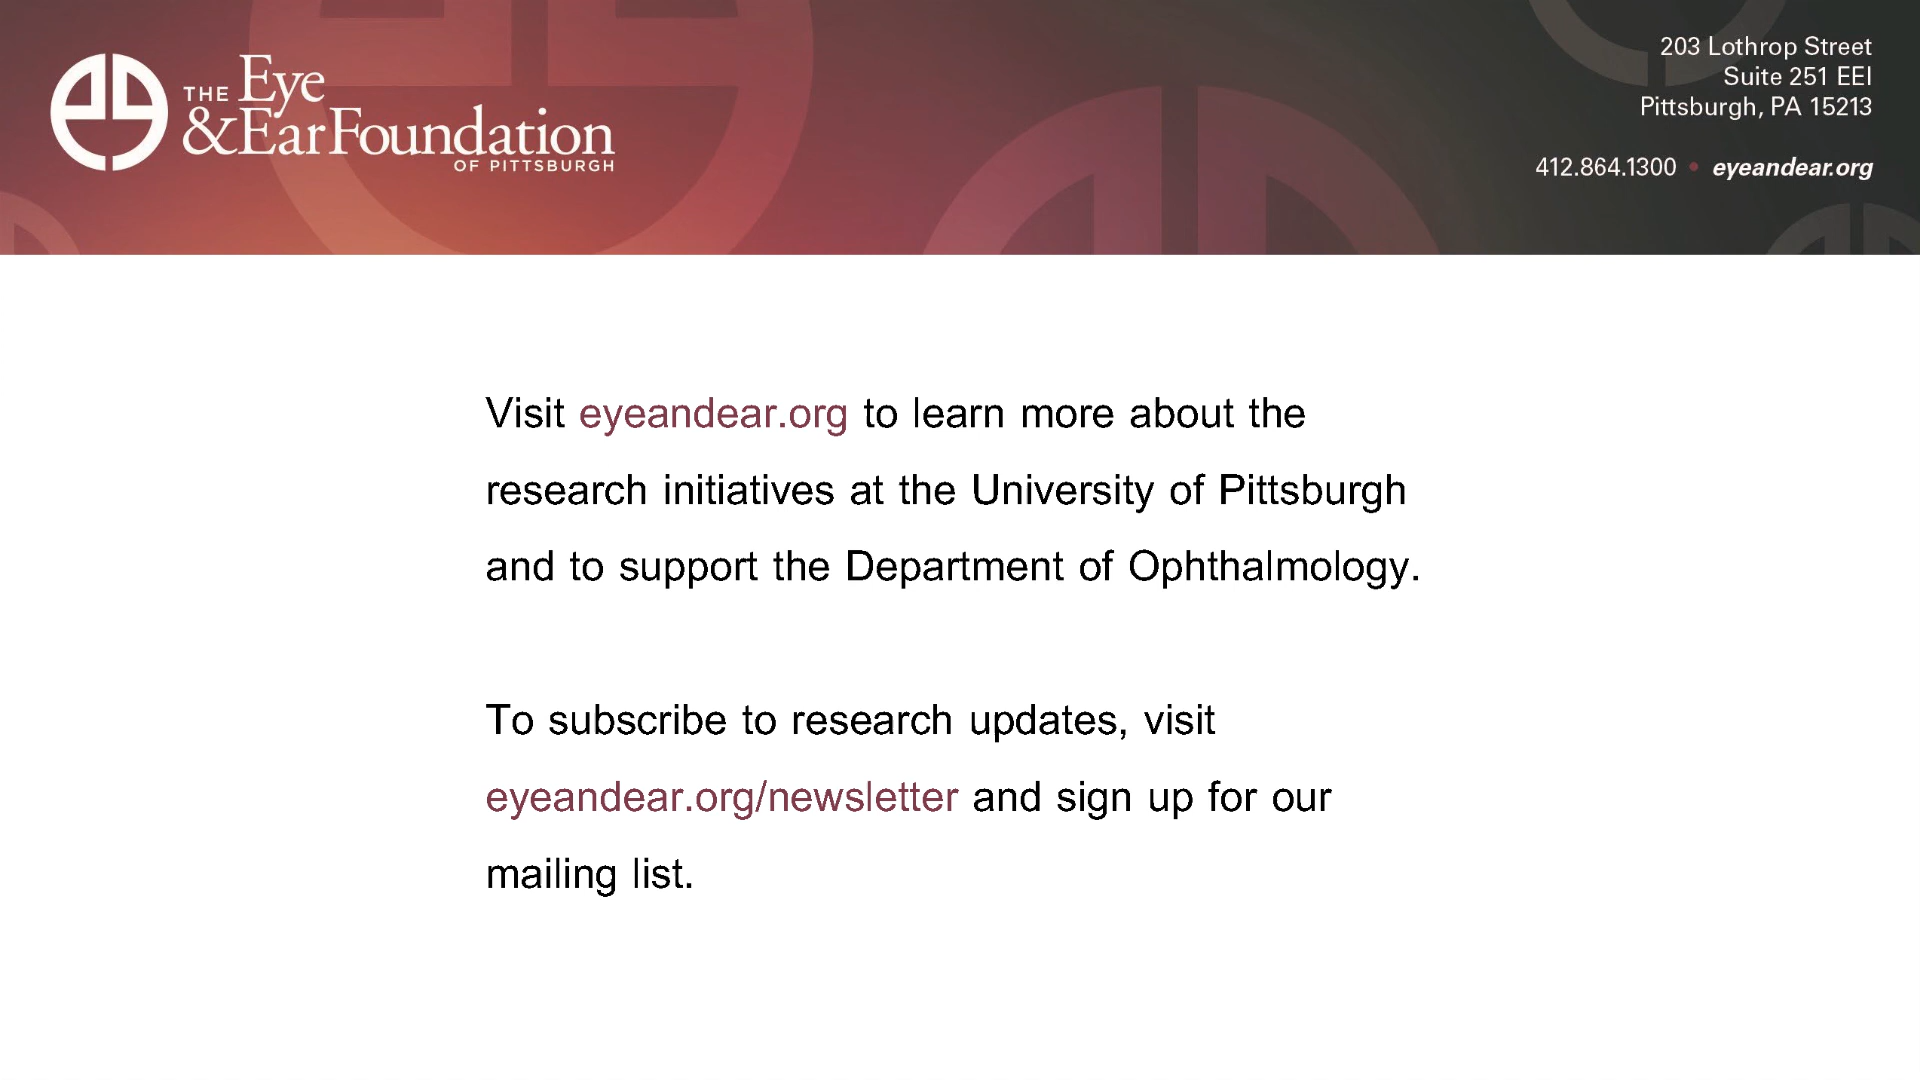 THE Eye
&Ear Foundation
OF PITTSBURGH
203 Lothrop Street
Suite 251 EEI
Pittsburgh, PA 15213
412.864.1300 • eyeandear.org
Visit eyeandear.org to learn more about the
research initiatives at the University of Pittsburgh
and to support the Department of Ophthalmology.
To subscribe to research updates, visit
eyeandear.org/newsletter and sign up for our
mailing list.